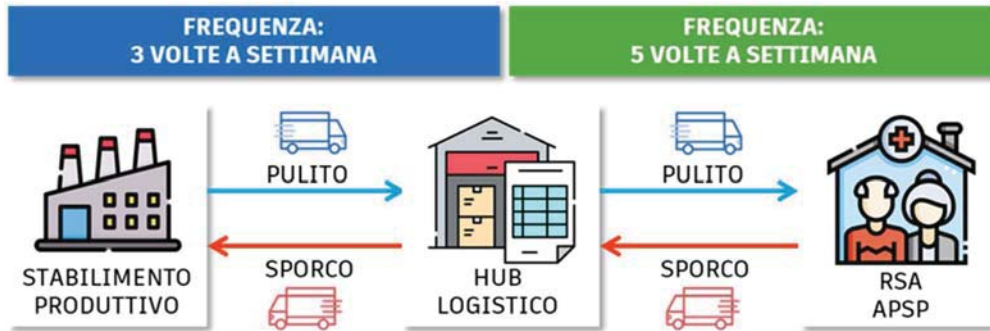 FREQUENZA:
3 VOLTE A SETTIMANA
FREQUENZA:
5 VOLTE A SETTIMANA
PULITO
PULITO
SPORCO
SPORCO
STABILIMENTO
PRODUTTIVO
HUB
LOGISTICO
RSA
APSP